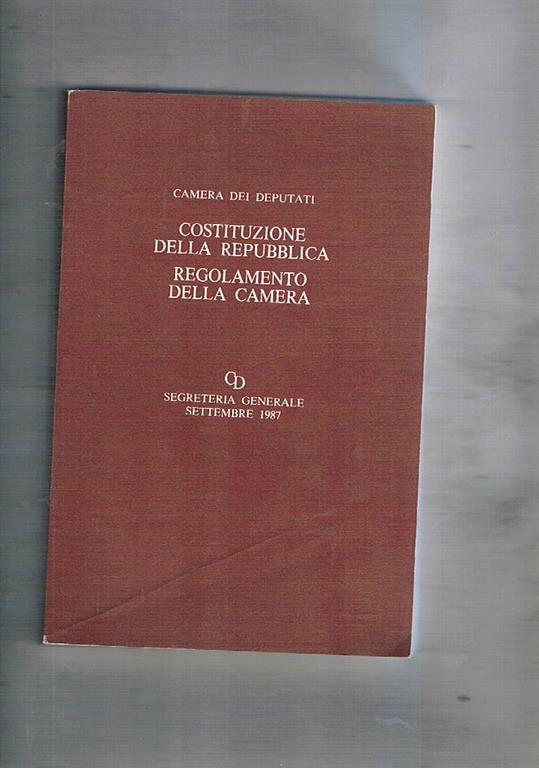 CAMERA DEI DEPUTATI
COSTITUZIONE
DELLA REPUBBLICA
REGOLAMENTO
DELLA CAMERA
CD
SEGRETERIA GENERALE
SETTEMBRE 1987